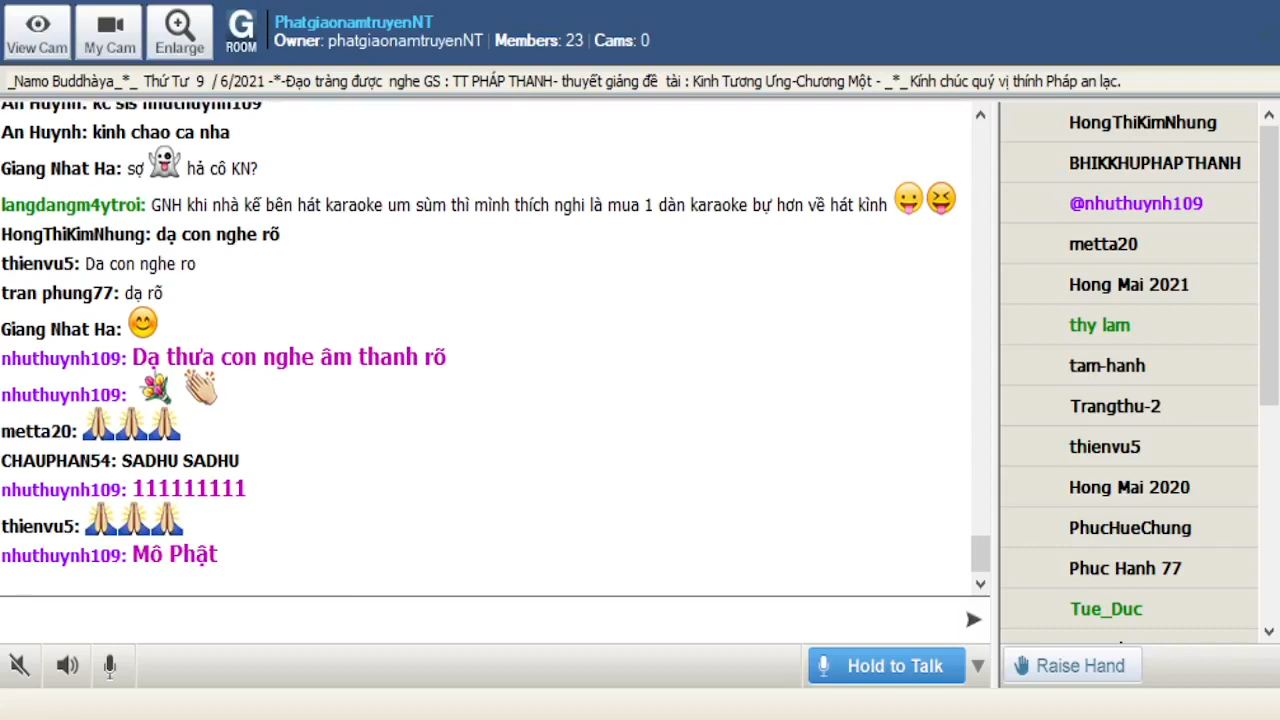 View Cam
My Cam
Enlarge
G
ROOM
PhatgiaonamtruyenNT
Owner: phatgiaonamtruyenNT | Members: 23 | Cams: 0
_Namo Buddhàya_*_ Thứ Tư 9 / 6/2021 -*-Đạo tràng được nghe GS : TT PHÁP THANH- thuyết giảng đề tài : Kinh Tương Ưng-Chương Một - _*_Kính chúc quý vị thính Pháp an lạc.
An Huynh: kc sis nhuthuynh109
An Huynh: kinh chao ca nha
Giang Nhat Ha: sợ 👻 hả cô KN?
langdangm4ytroi: GNH khi nhà kế bên hát karaoke um sùm thì mình thích nghi là mua 1 dàn karaoke bự hơn về hát kình 😛😝
HongThiKimNhung: dạ con nghe rõ
thienvu5: Da con nghe ro
tran phung77: dạ rõ
Giang Nhat Ha: 😊
nhuthuynh109: Dạ thưa con nghe âm thanh rõ
nhuthuynh109: 💐 👏
metta20: 🙏🙏🙏
CHAUPHAN54: SADHU SADHU
nhuthuynh109: 111111111
thienvu5: 🙏🙏🙏
nhuthuynh109: Mô Phật
Hold to Talk
HongThiKimNhung
BHIKKHUPHAPTHANH
@nhuthuynh109
metta20
Hong Mai 2021
thy lam
tam-hanh
Trangthu-2
thienvu5
Hong Mai 2020
PhucHueChung
Phuc Hanh 77
Tue_Duc
Raise Hand